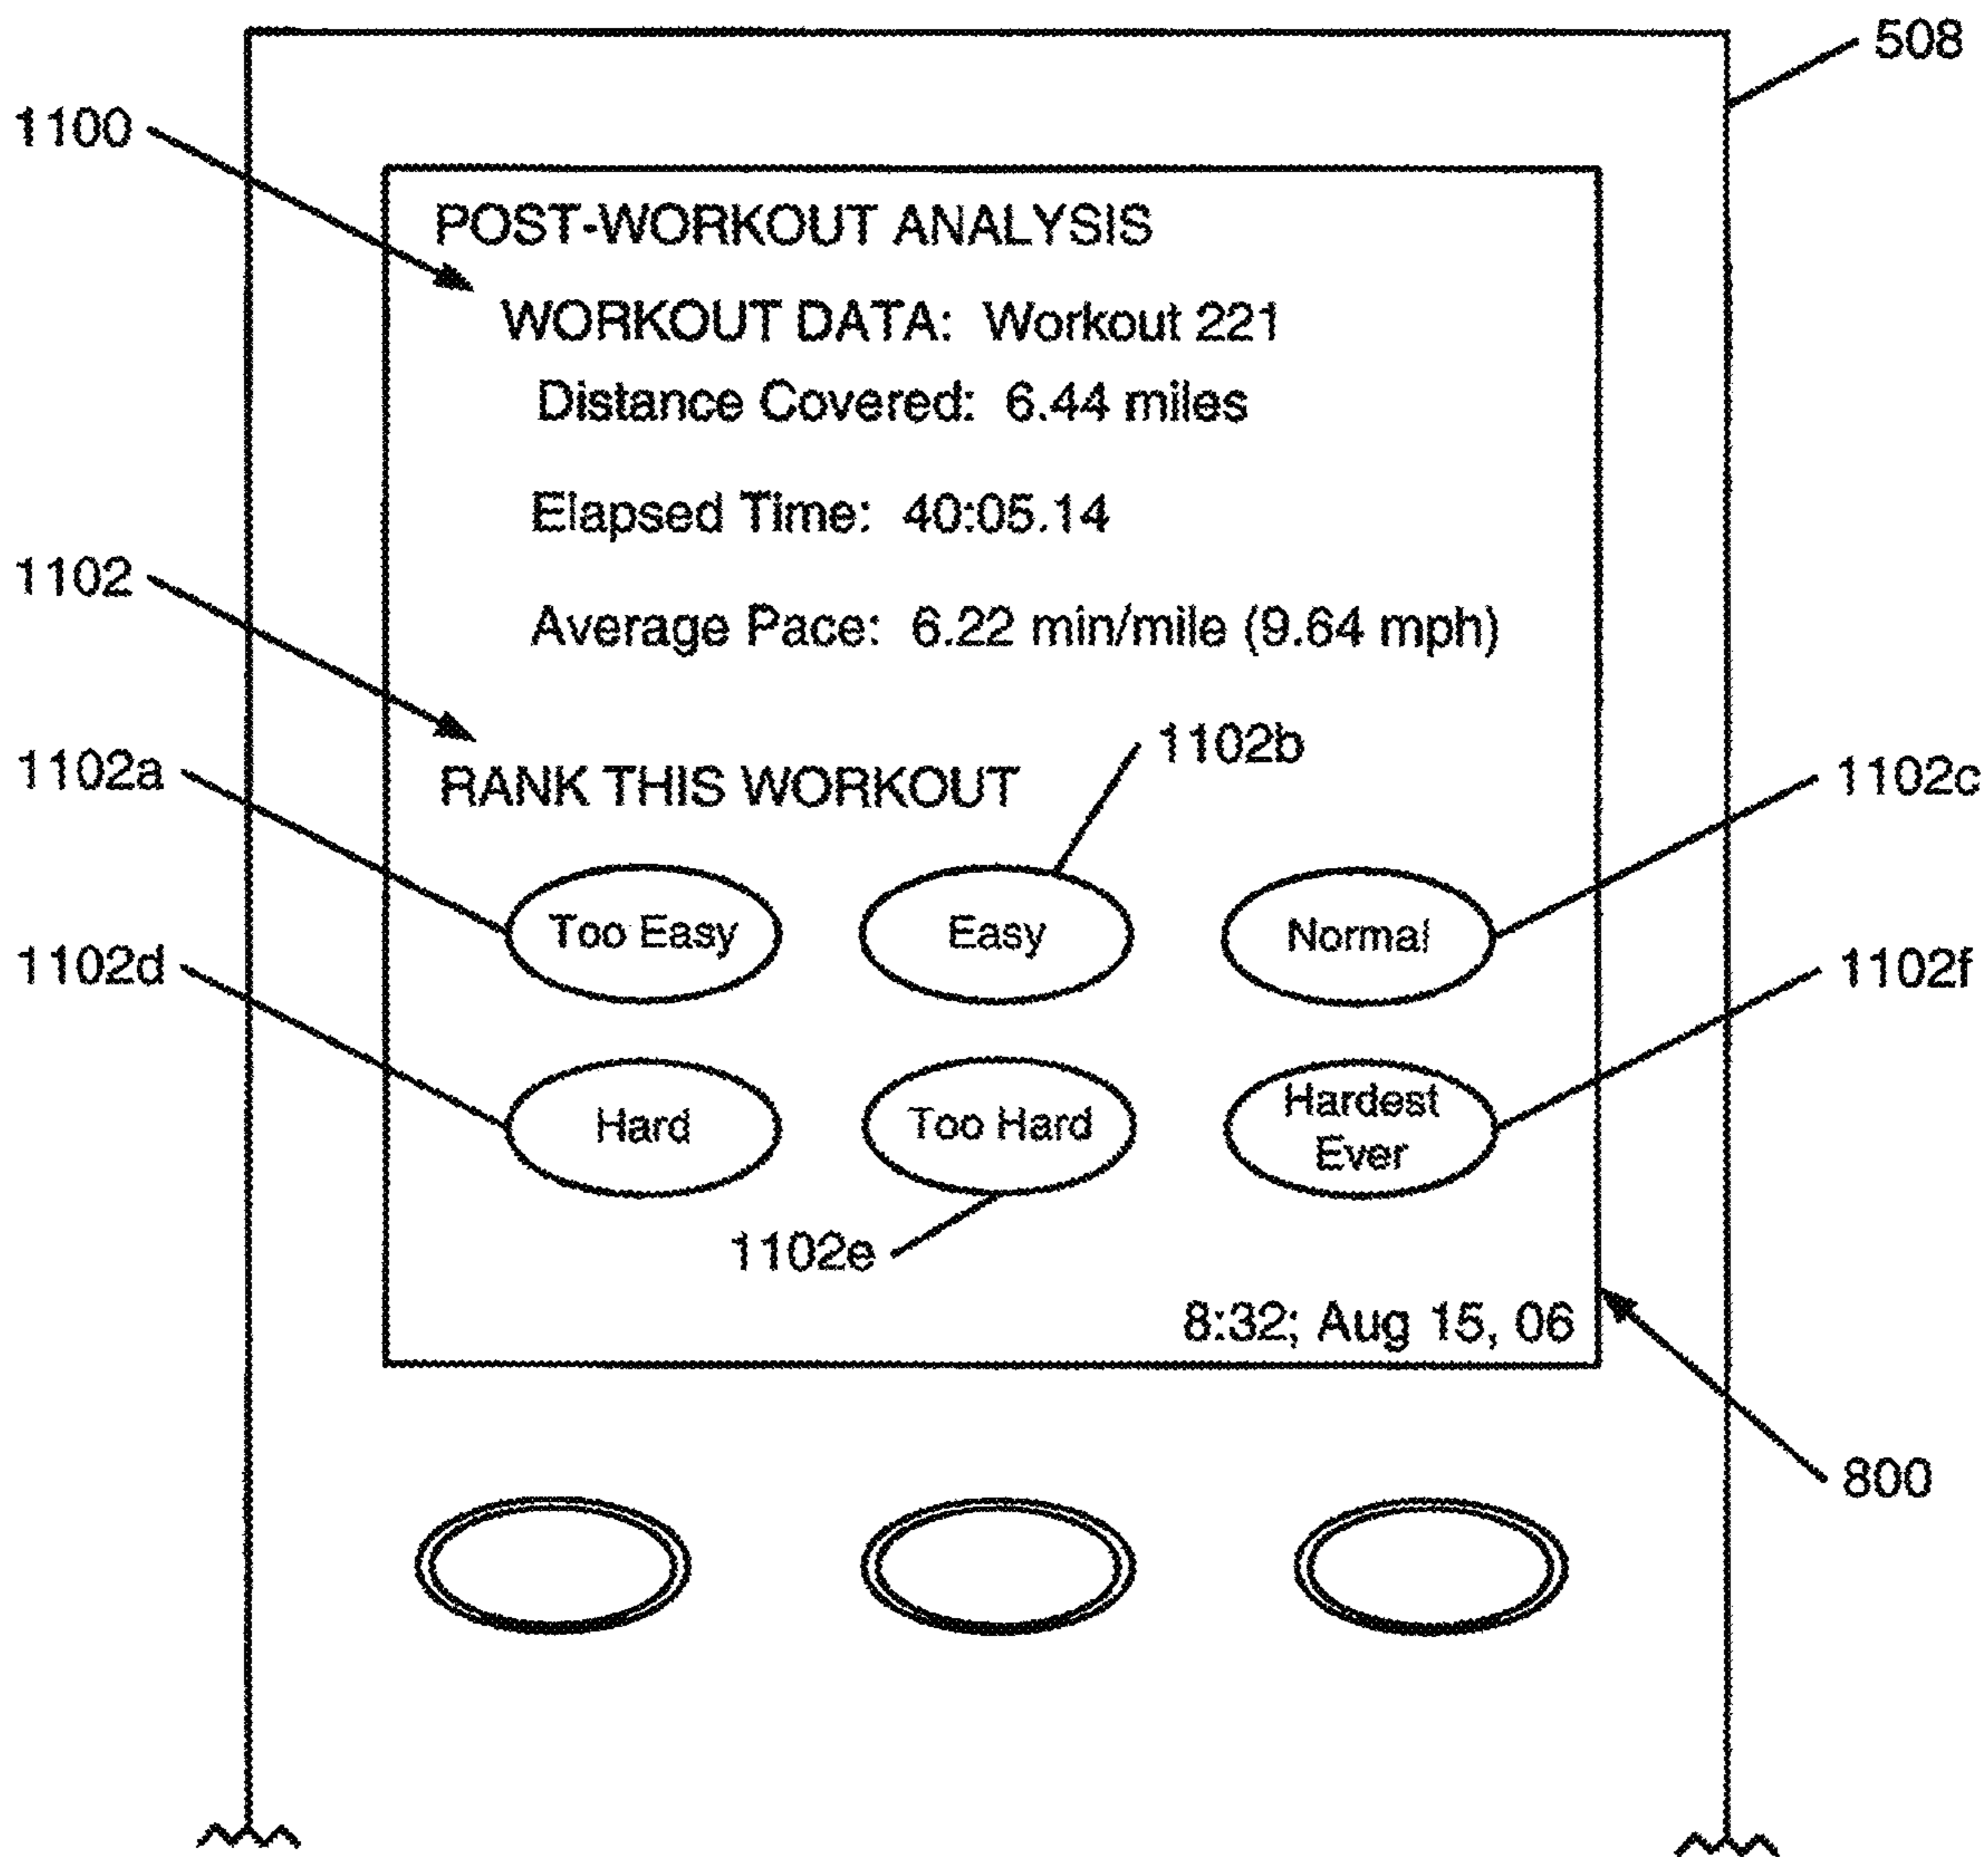 508
1100
POST-WORKOUT ANALYSIS
WORKOUT DATA: Workout 221
Distance Covered: 6.44 miles
Elapsed Time: 40:05.14
1102
Average Pace: 6.22 min/mile (9.64 mph)
1102b
1102a
RANK THIS WORKOUT
1102c
Too Easy
Easy
Normal
1102d
1102f
Hard
Too Hard
Hardest
Ever
1102e
8:32; Aug 15, 06
800